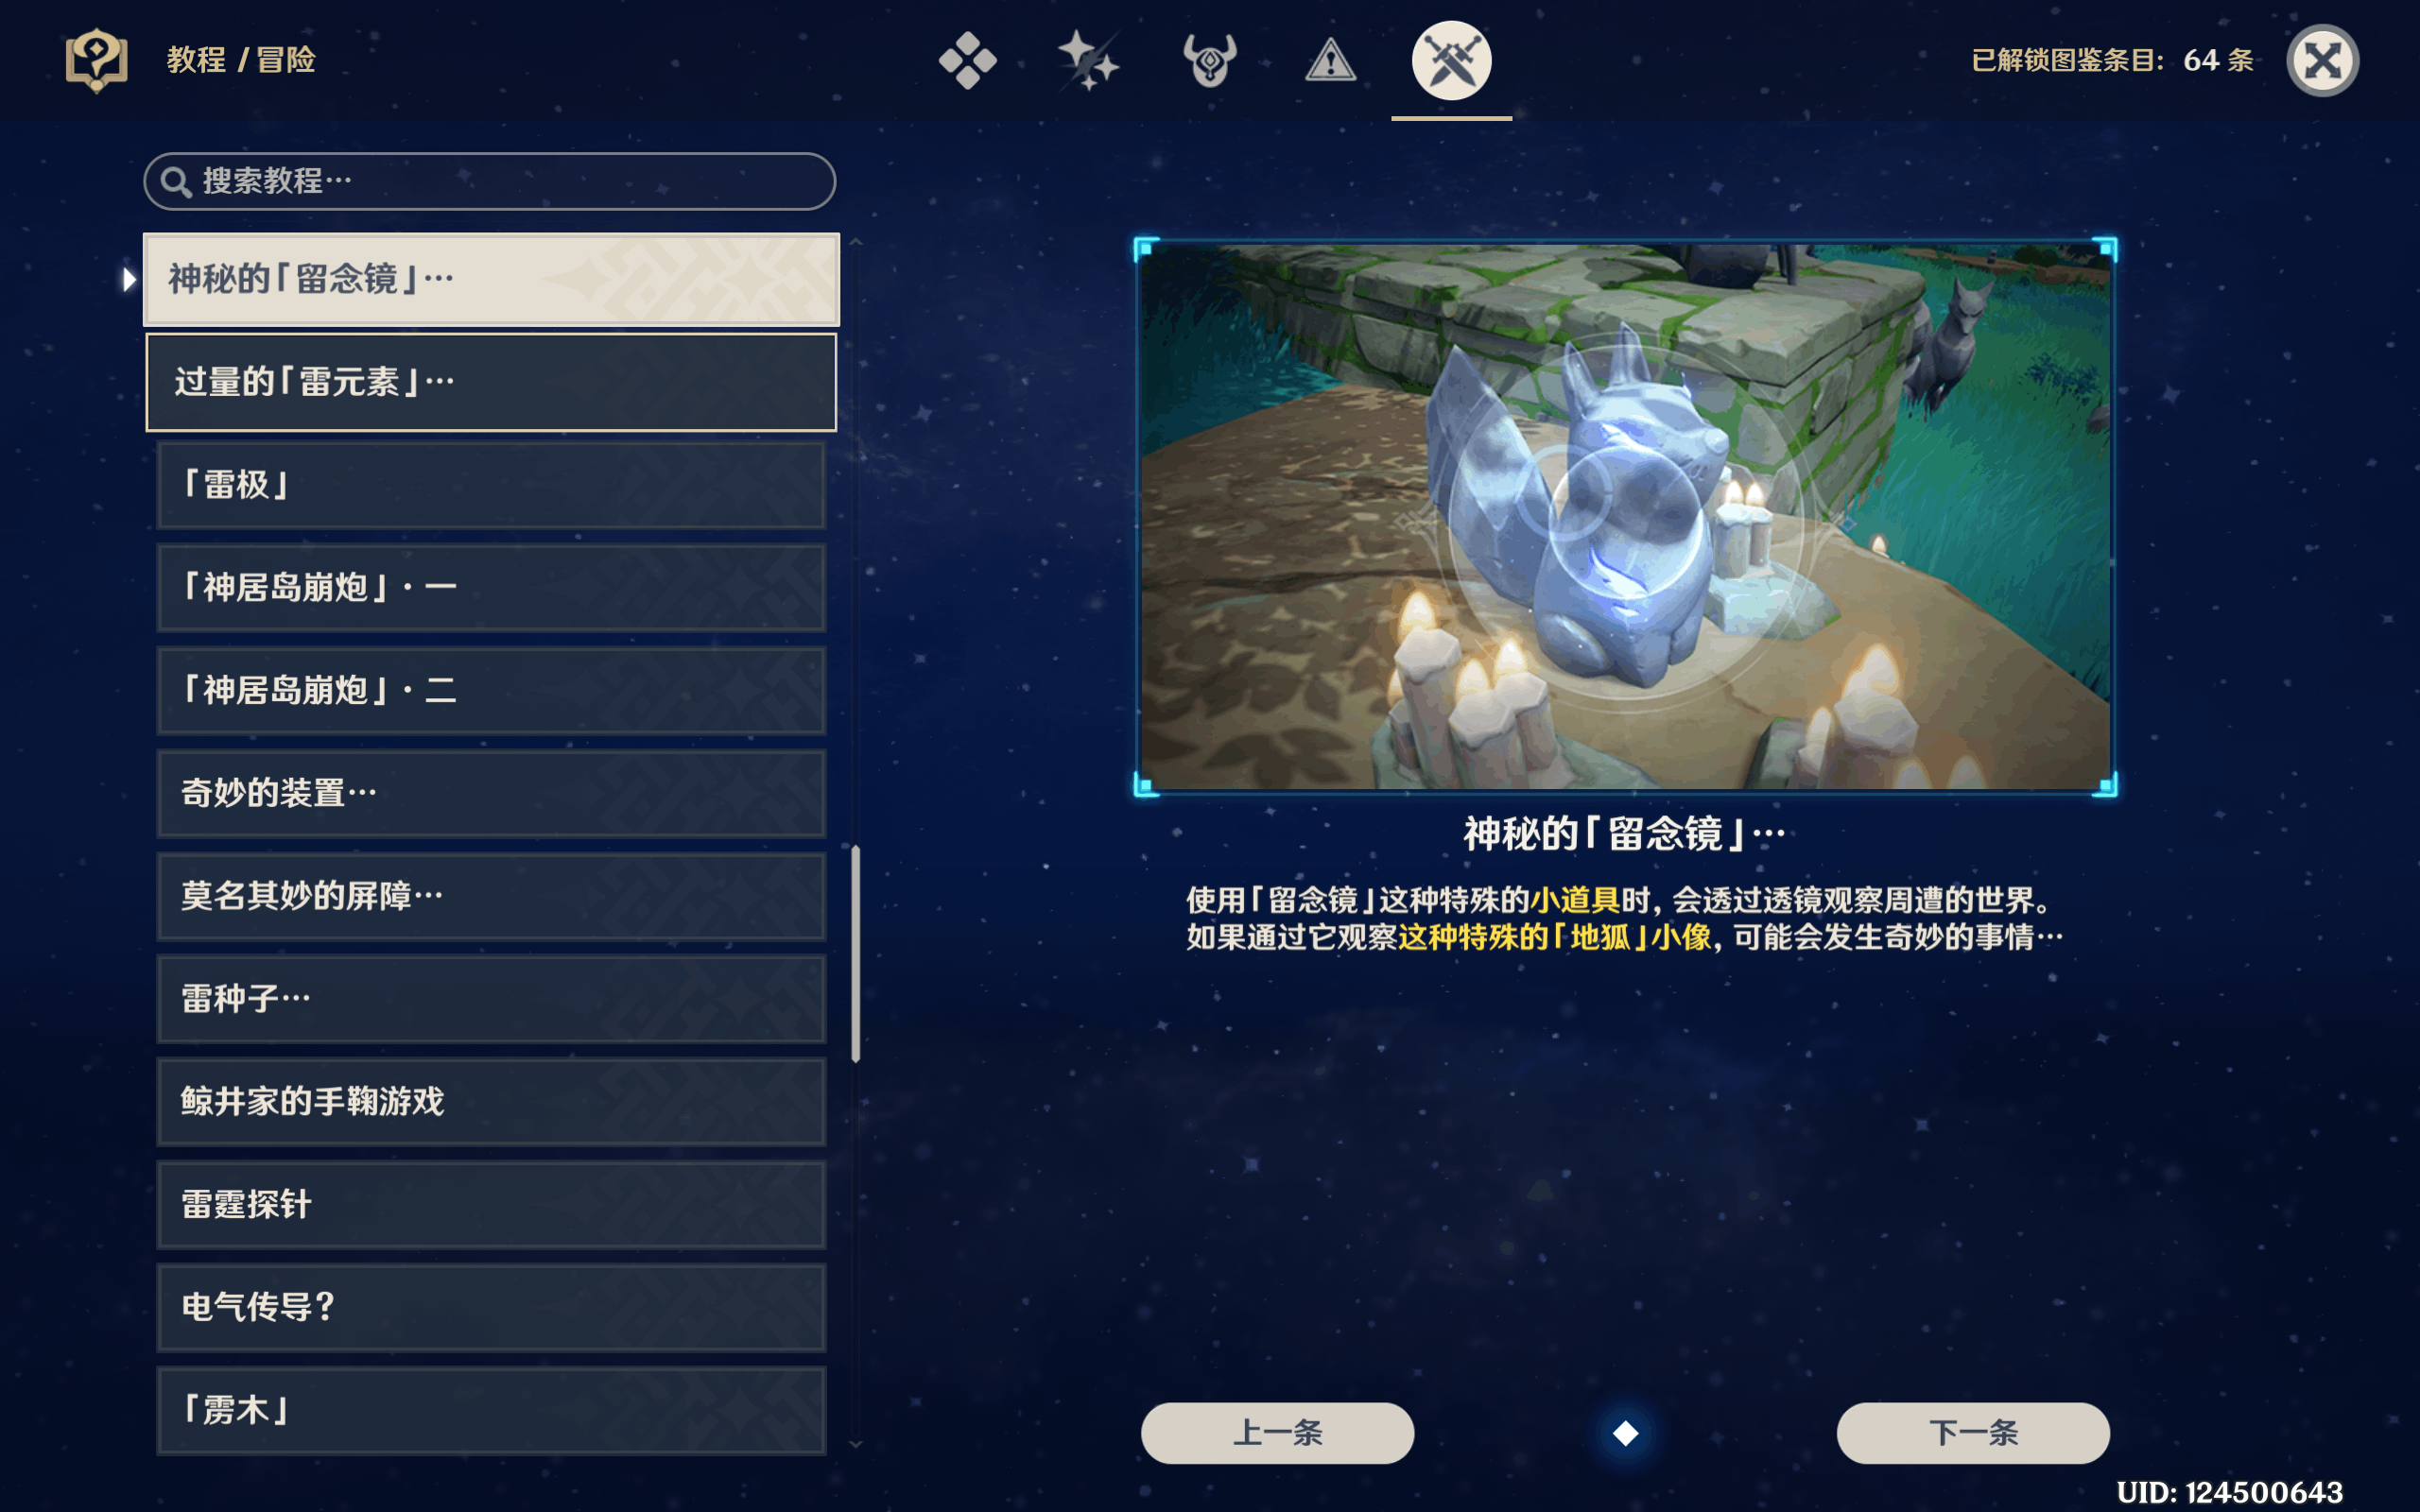 教程 / 冒险
已解锁图鉴条目: 64 条
搜索教程…
神秘的「留念镜」…
过量的「雷元素」…
「雷极」
「神居岛崩炮」· 一
「神居岛崩炮」· 二
奇妙的装置…
莫名其妙的屏障…
雷种子…
鲸井家的手鞠游戏
雷霆探针
电气传导?
「雳木」
神秘的「留念镜」…
使用「留念镜」这种特殊的小道具时, 会透过透镜观察周遭的世界。
如果通过它观察这种特殊的「地狐」小像, 可能会发生奇妙的事情…
上一条
下一条
UID: 124500643